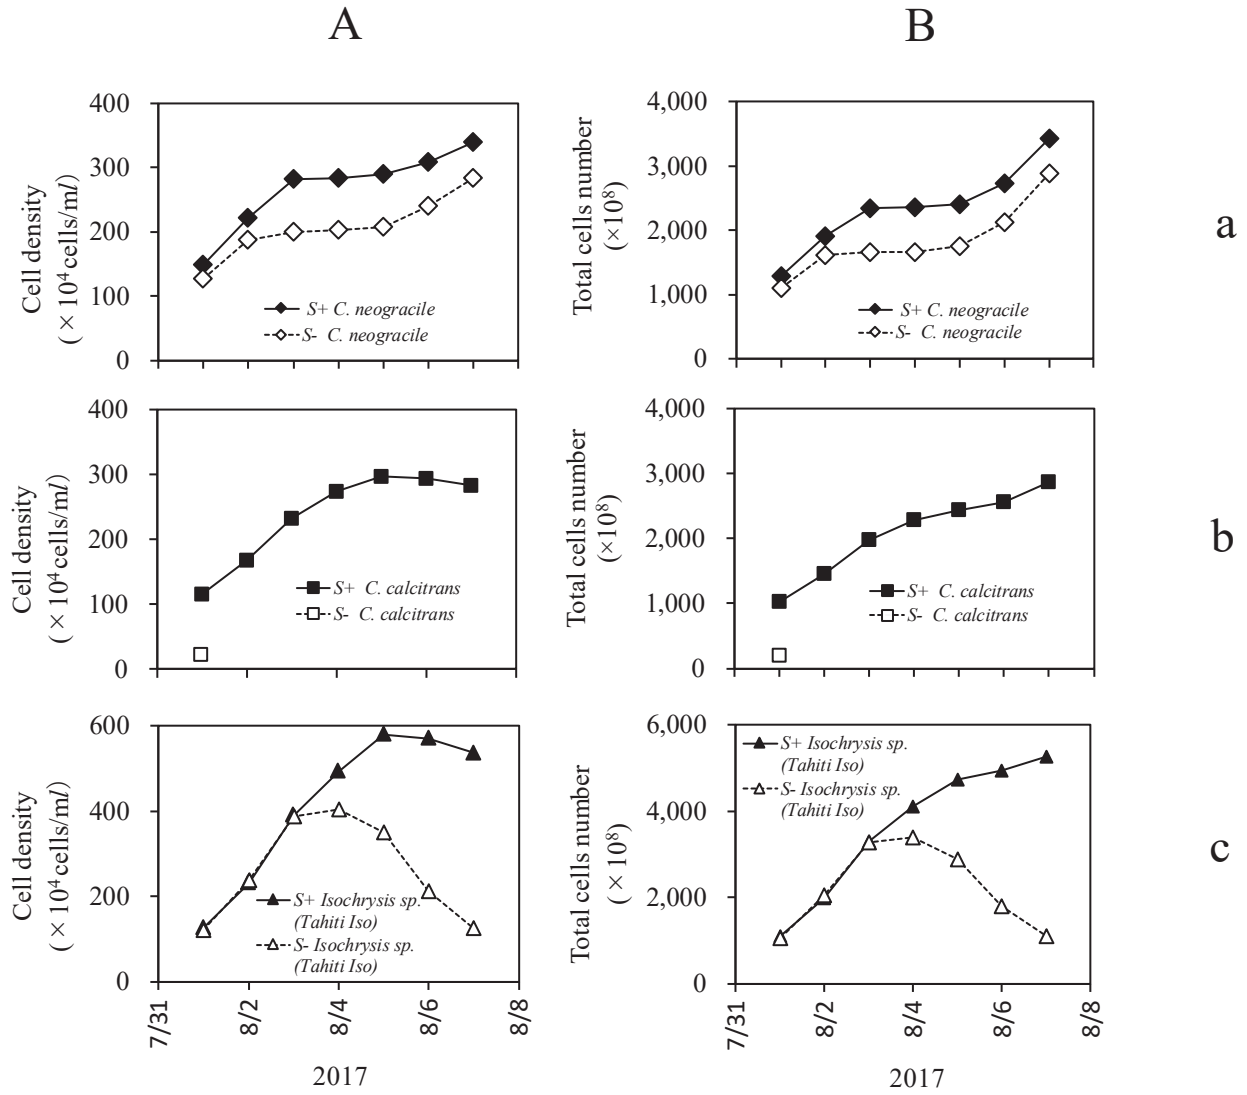 A
B
Cell density
(×10⁴cells/ml)
400
300
200
100
0
S+ C. neogracile
S- C. neogracile
Total cells number
(×10⁸)
4,000
3,000
2,000
1,000
0
S+ C. neogracile
S- C. neogracile
a
Cell density
(×10⁴cells/ml)
400
300
200
100
0
S+ C. calcitrans
S- C. calcitrans
Total cells number
(×10⁸)
4,000
3,000
2,000
1,000
0
S+ C. calcitrans
S- C. calcitrans
b
Cell density
(×10⁴cells/ml)
600
400
200
0
S+ Isochrysis sp.
(Tahiti Iso)
S- Isochrysis sp.
(Tahiti Iso)
7/31
8/2
8/4
8/6
8/8
2017
Total cells number
(×10⁸)
6,000
4,000
2,000
0
S+ Isochrysis sp.
(Tahiti Iso)
S- Isochrysis sp.
(Tahiti Iso)
7/31
8/2
8/4
8/6
8/8
2017
c